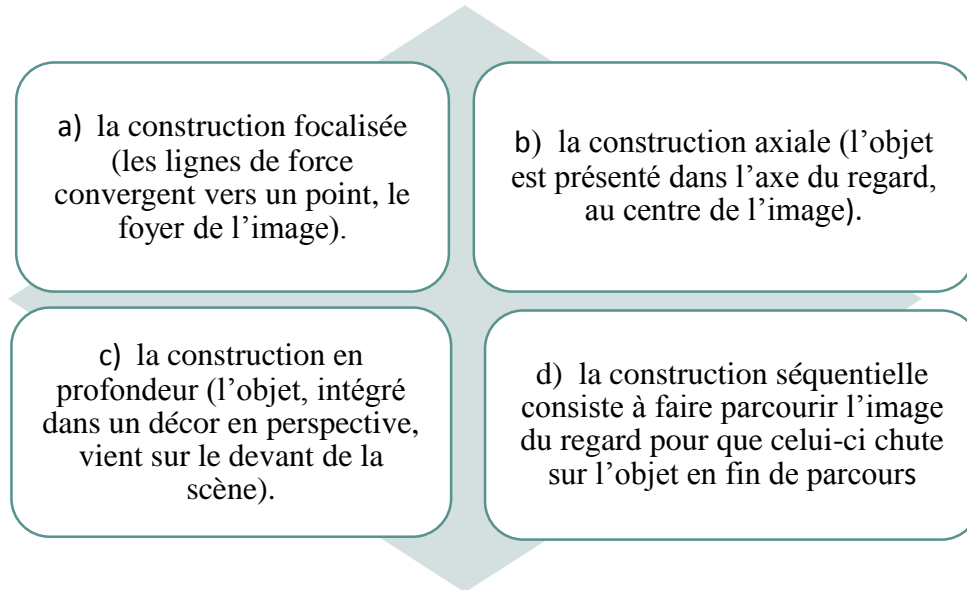 a) la construction focalisée
(les lignes de force
convergent vers un point, le
foyer de l’image).
b) la construction axiale (l’objet
est présenté dans l’axe du regard,
au centre de l’image).
c) la construction en
profondeur (l’objet, intégré
dans un décor en perspective,
vient sur le devant de la
scène).
d) la construction séquentielle
consiste à faire parcourir l’image
du regard pour que celui-ci chute
sur l’objet en fin de parcours